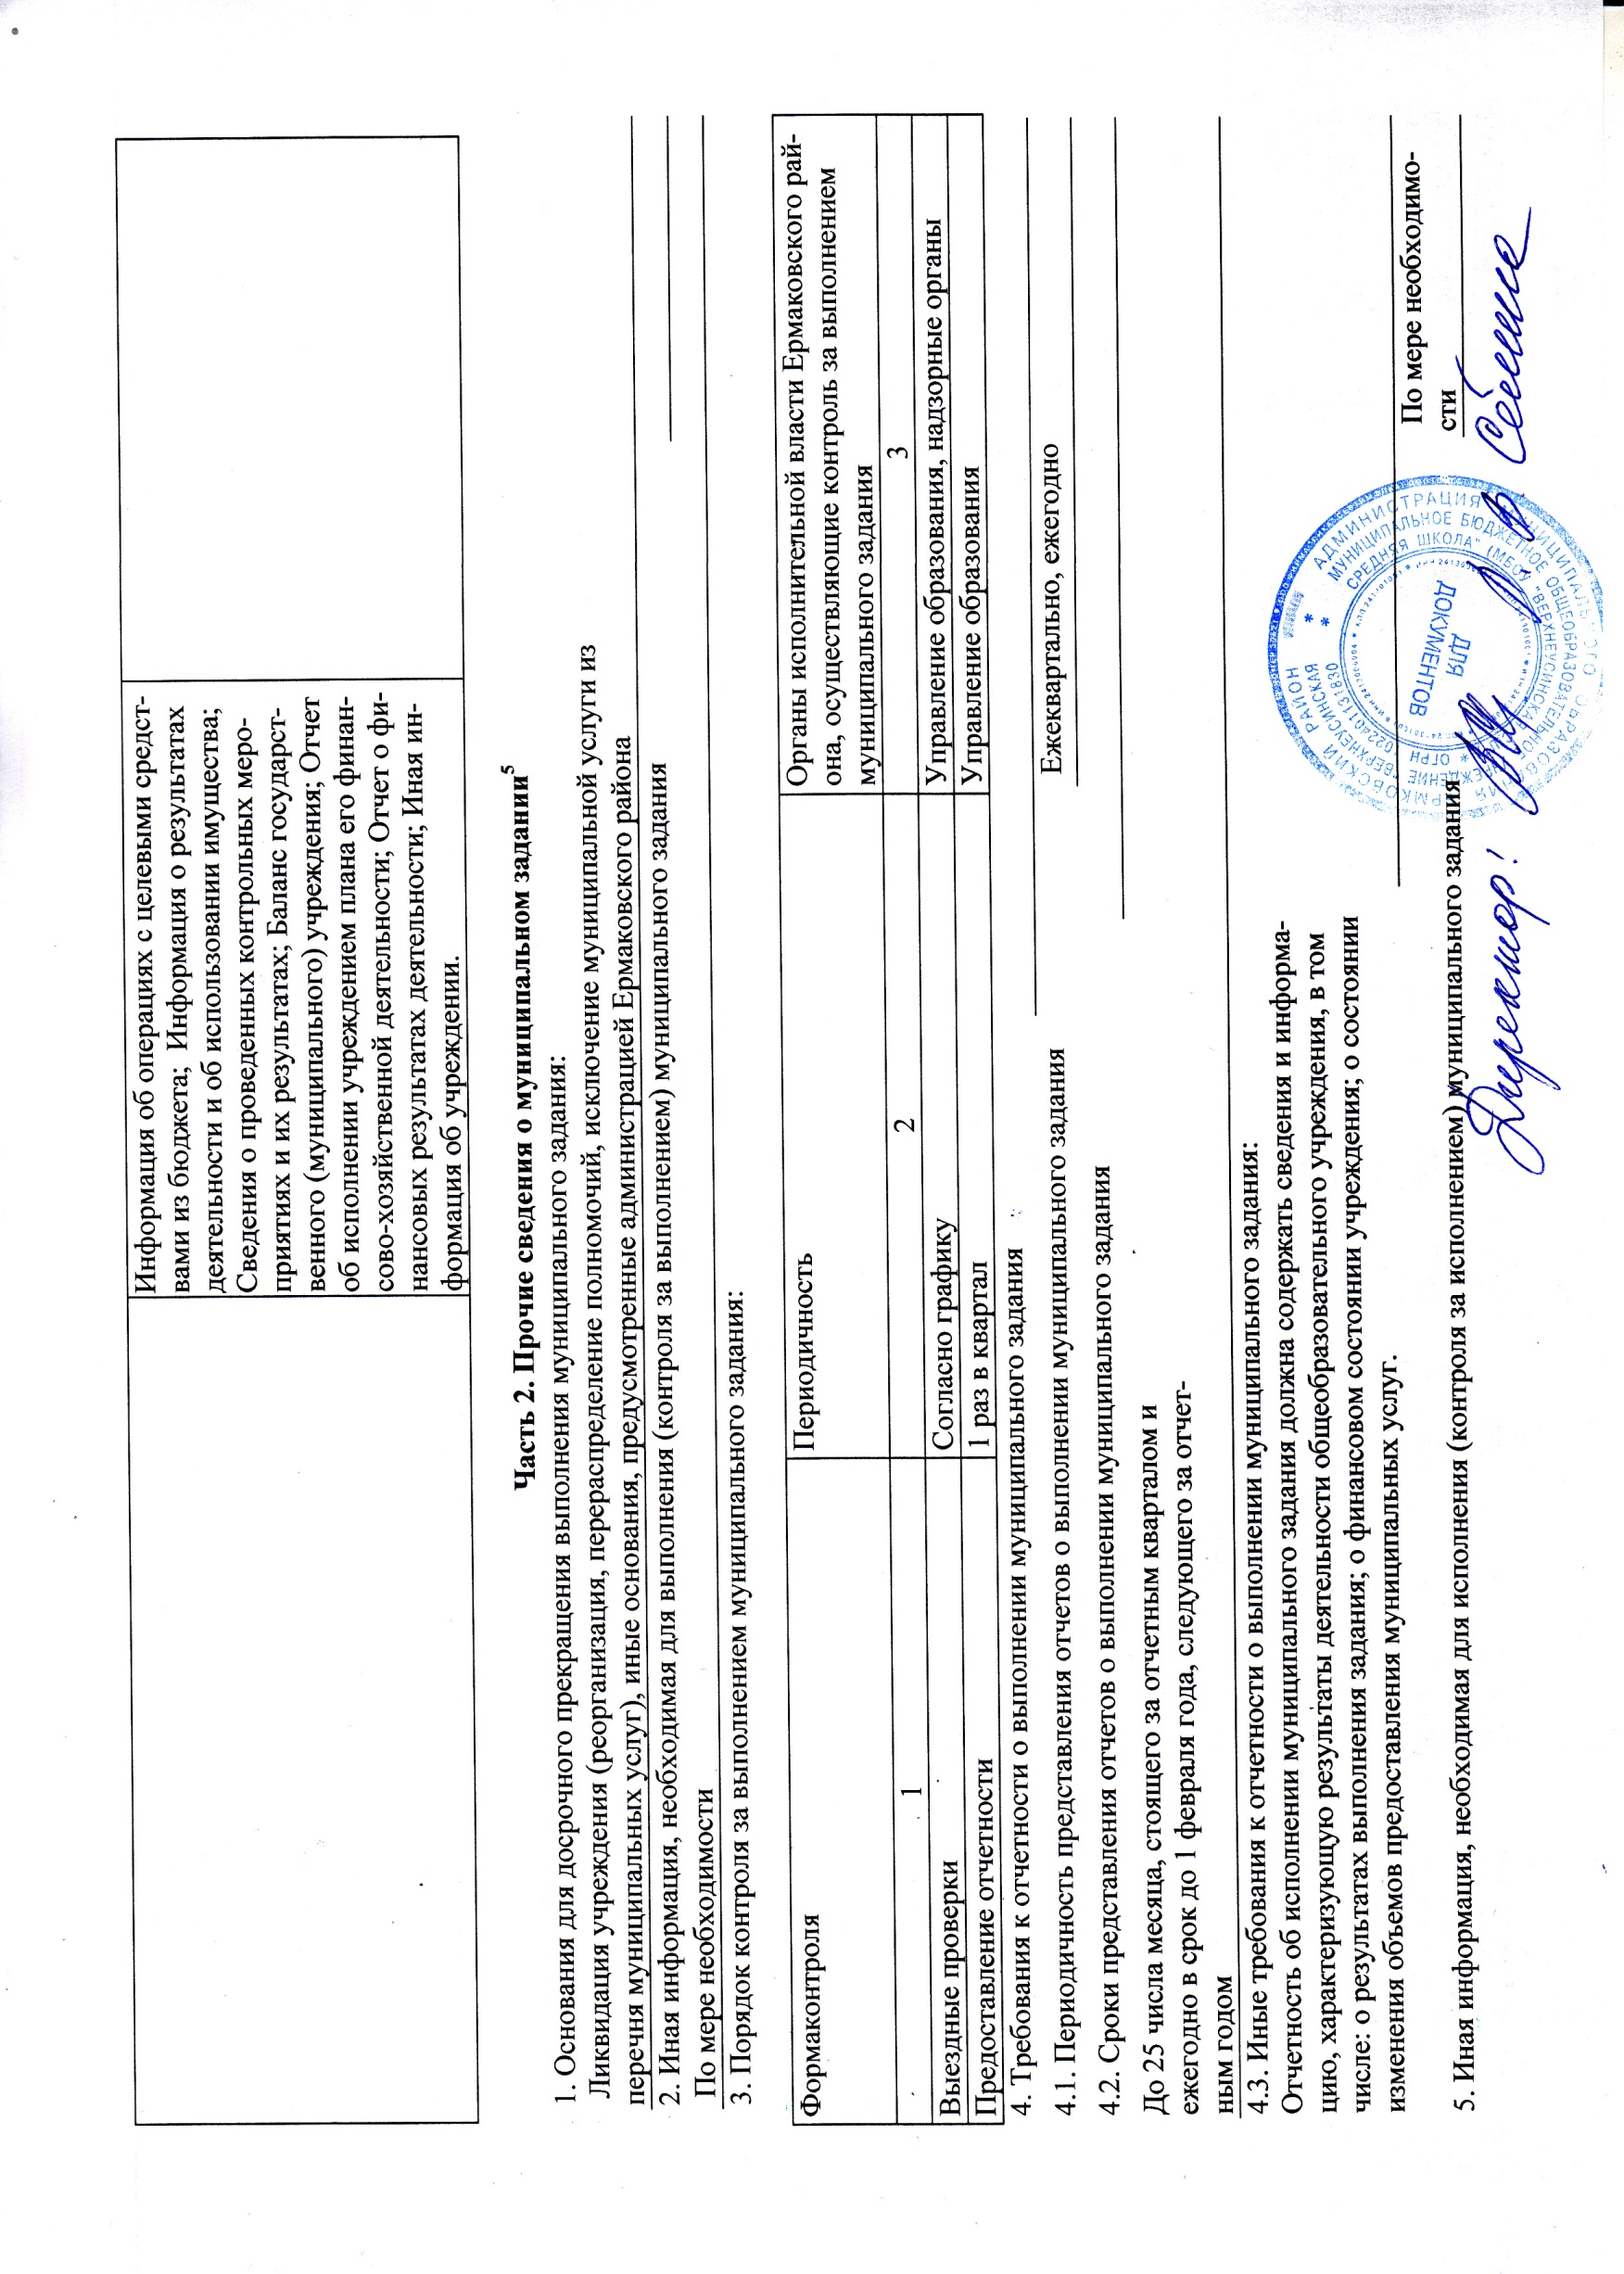 Информация об операциях с целевыми средст-
вами из бюджета; Информация о результатах
деятельности и об использовании имущества;
Сведения о проведенных контрольных меро-
приятиях и их результатах; Баланс государст-
венного (муниципального) учреждения; Отчет
об исполнении учреждением плана его финан-
сово-хозяйственной деятельности; Отчет о фи-
нансовых результатах деятельности; Иная ин-
формация об учреждении.
Часть 2. Прочие сведения о муниципальном задании5
1. Основания для досрочного прекращения выполнения муниципального задания:
Ликвидация учреждения (реорганизация, перераспределение полномочий, исключение муниципальной услуги из
перечня муниципальных услуг), иные основания, предусмотренные администрацией Ермаковского района
2. Иная информация, необходимая для выполнения (контроля за выполнением) муниципального задания
По мере необходимости
3. Порядок контроля за выполнением муниципального задания:
Формаконтроля Периодичность Органы исполнительной власти Ермаковского рай-
она, осуществляющие контроль за выполнением
муниципального задания
1 2 3
Выездные проверки Согласно графику Управление образования, надзорные органы
Предоставление отчетности 1 раз в квартал Управление образования
4. Требования к отчетности о выполнении муниципального задания
4.1. Периодичность представления отчетов о выполнении муниципального задания Ежеквартально, ежегодно
4.2. Сроки представления отчетов о выполнении муниципального задания
До 25 числа месяца, стоящего за отчетным кварталом и
ежегодно в срок до 1 февраля года, следующего за отчет-
ным годом
4.3. Иные требования к отчетности о выполнении муниципального задания:
Отчетность об исполнении муниципального задания должна содержать сведения и информа-
цию, характеризующую результаты деятельности общеобразовательного учреждения, в том
числе: о результатах выполнения задания; о финансовом состоянии учреждения; о состоянии
изменения объемов предоставления муниципальных услуг.
По мере необходимо-
сти
5. Иная информация, необходимая для исполнения (контроля за исполнением) муниципального задания
Директор!
АДМИНИСТРАЦИЯ
РАЙОН
МУНИЦИПАЛЬНОЕ БЮДЖЕТНОЕ ОБЩЕОБРАЗОВАТЕЛЬНОЕ
СРЕДНЯЯ ШКОЛА" (МБОУ "ВЕРХНЕУСИНСКАЯ
"ВЕРХНЕУСИНСКАЯ
ОГРН
ДЛЯ
ДОКУМЕНТОВ